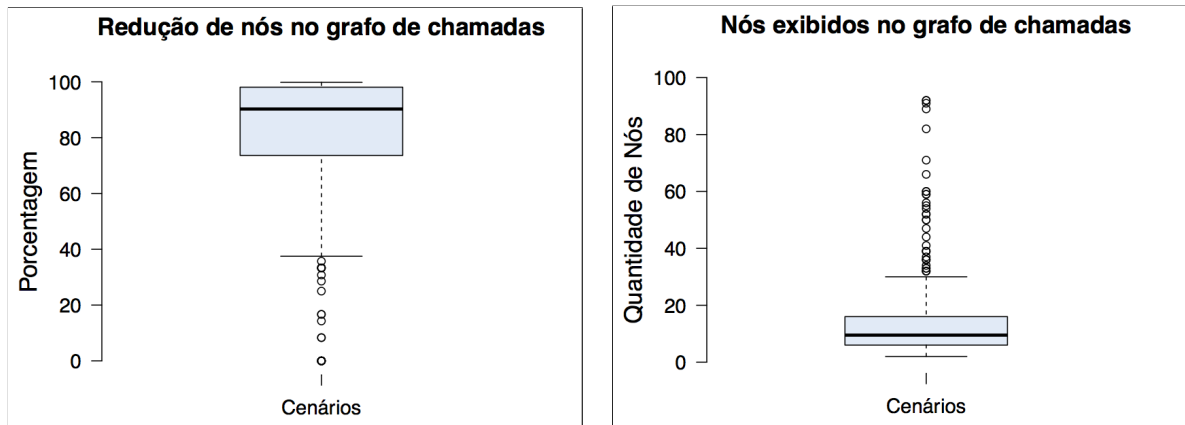 Redução de nós no grafo de chamadas
Porcentagem
100
80
60
40
20
0
Cenários
Nós exibidos no grafo de chamadas
Quantidade de Nós
100
80
60
40
20
0
Cenários